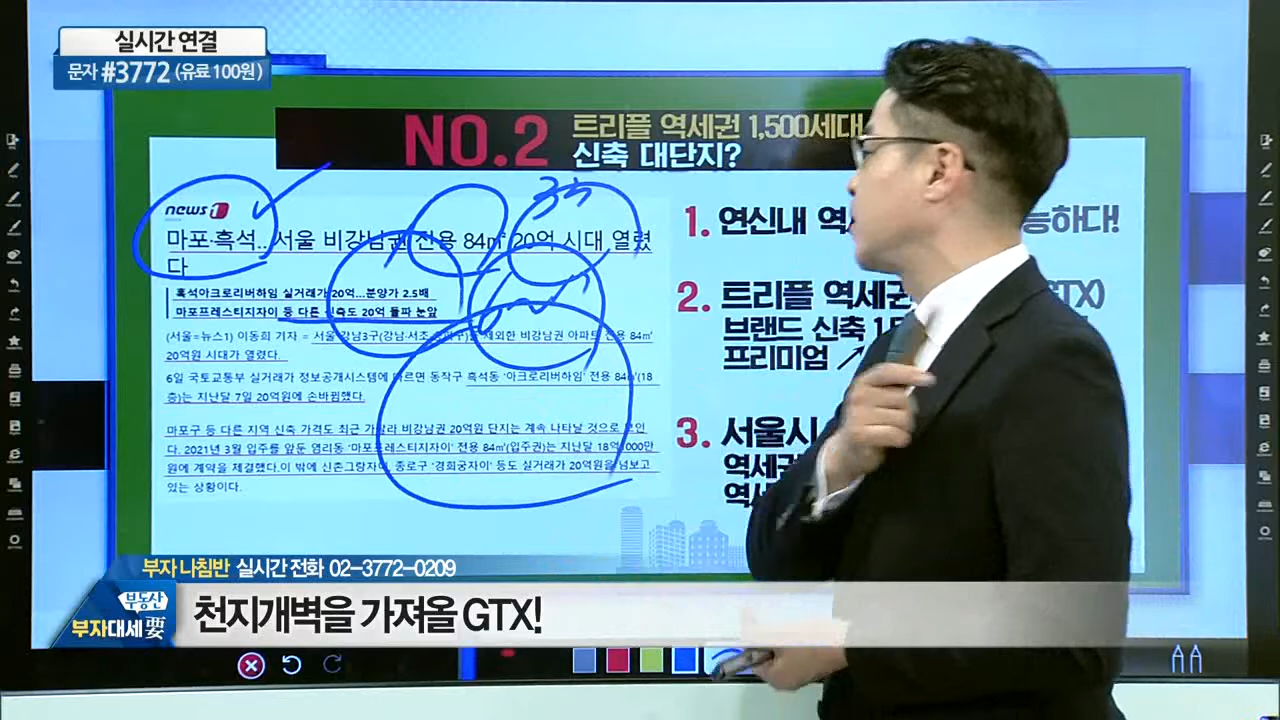 실시간 연결
문자 #3772 (유료 100원)
NO.2
트리플 역세권 1,500세대
신축 대단지?
news1
마포·흑석.. 서울 비강남권 전용 84㎡ 20억 시대 열렸
다
흑석아크로리버하임 실거래가 20억...분양가 2.5배
마포프레스티지자이 등 다른 신축도 20억 돌파 눈앞
(서울=뉴스1) 이동희 기자 = 서울 강남3구(강남·서초 제외한 비강남권 아파트 전용 84㎡
20억원 시대가 열렸다.
6일 국토교통부 실거래가 정보공개시스템에 따르면 동작구 흑석동 '아크로리버하임' 전용 84㎡(18
층)는 지난달 7일 20억원에 손바뀜했다.
마포구 등 다른 지역 신축 가격도 최근 비강남권 20억원 단지는 계속 나타날 것으로 보인
다. 2021년 3월 입주를 앞둔 염리동 '마포프레스티지자이' 전용 84㎡(입주권)는 지난달
원에 계약을 체결했다.이 밖에 신촌그랑자이, 종로구 '경희궁자이' 등도 실거래가 20억원을 넘보고
있는 상황이다.
1. 연신내 능하다!
2. 트리플 역세권
브랜드 신축
프리미엄 ↗
3. 서울시
부자 나침반 실시간 전화 02-3772-0209
부동산
부자대세 要
천지개벽을 가져올 GTX!